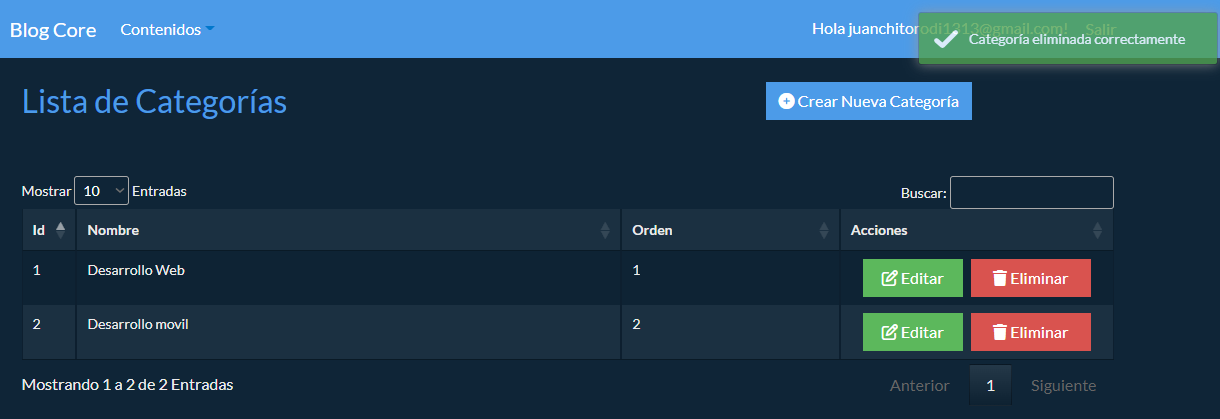 Blog Core
Contenidos
Hola juanchitorodi1313@gmail.com!
Salir
Categoría eliminada correctamente
Lista de Categorías
Crear Nueva Categoría
Mostrar 10 Entradas
Buscar:
Id Nombre Orden Acciones
1 Desarrollo Web 1 Editar Eliminar
2 Desarrollo movil 2 Editar Eliminar
Mostrando 1 a 2 de 2 Entradas
Anterior 1 Siguiente